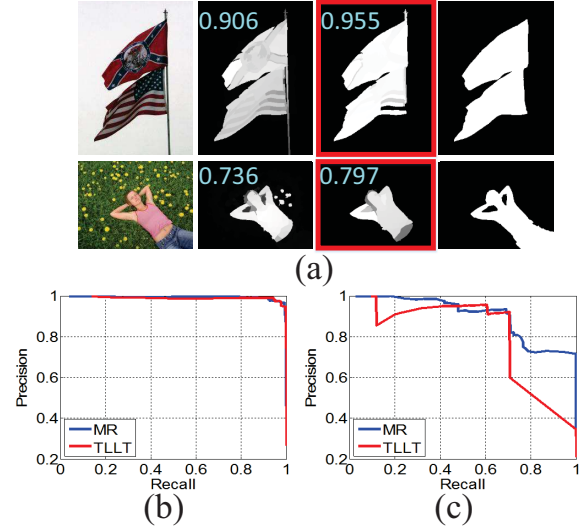 0.906 0.955
0.736 0.797
(a)
1 1
0.8 0.8
0.6 0.6
0.4 0.4
0.2 0.2
0 0.2 0.4 0.6 0.8 1
0 0.2 0.4 0.6 0.8 1
Precision
Precision
MR
TLLT
MR
TLLT
Recall
Recall
(b) (c)